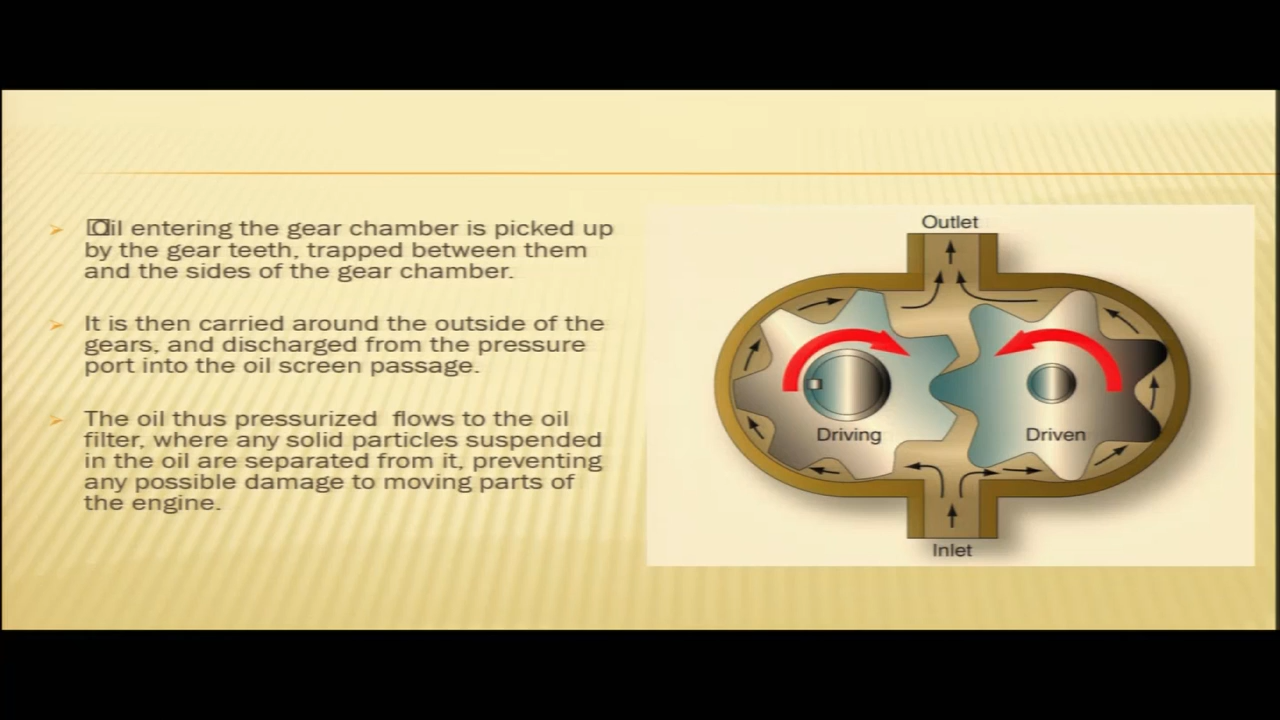 Oil entering the gear chamber is picked up
by the gear teeth, trapped between them
and the sides of the gear chamber.
It is then carried around the outside of the
gears, and discharged from the pressure
port into the oil screen passage.
The oil thus pressurized flows to the oil
filter, where any solid particles suspended
in the oil are separated from it, preventing
any possible damage to moving parts of
the engine.
Outlet
Driving
Driven
Inlet